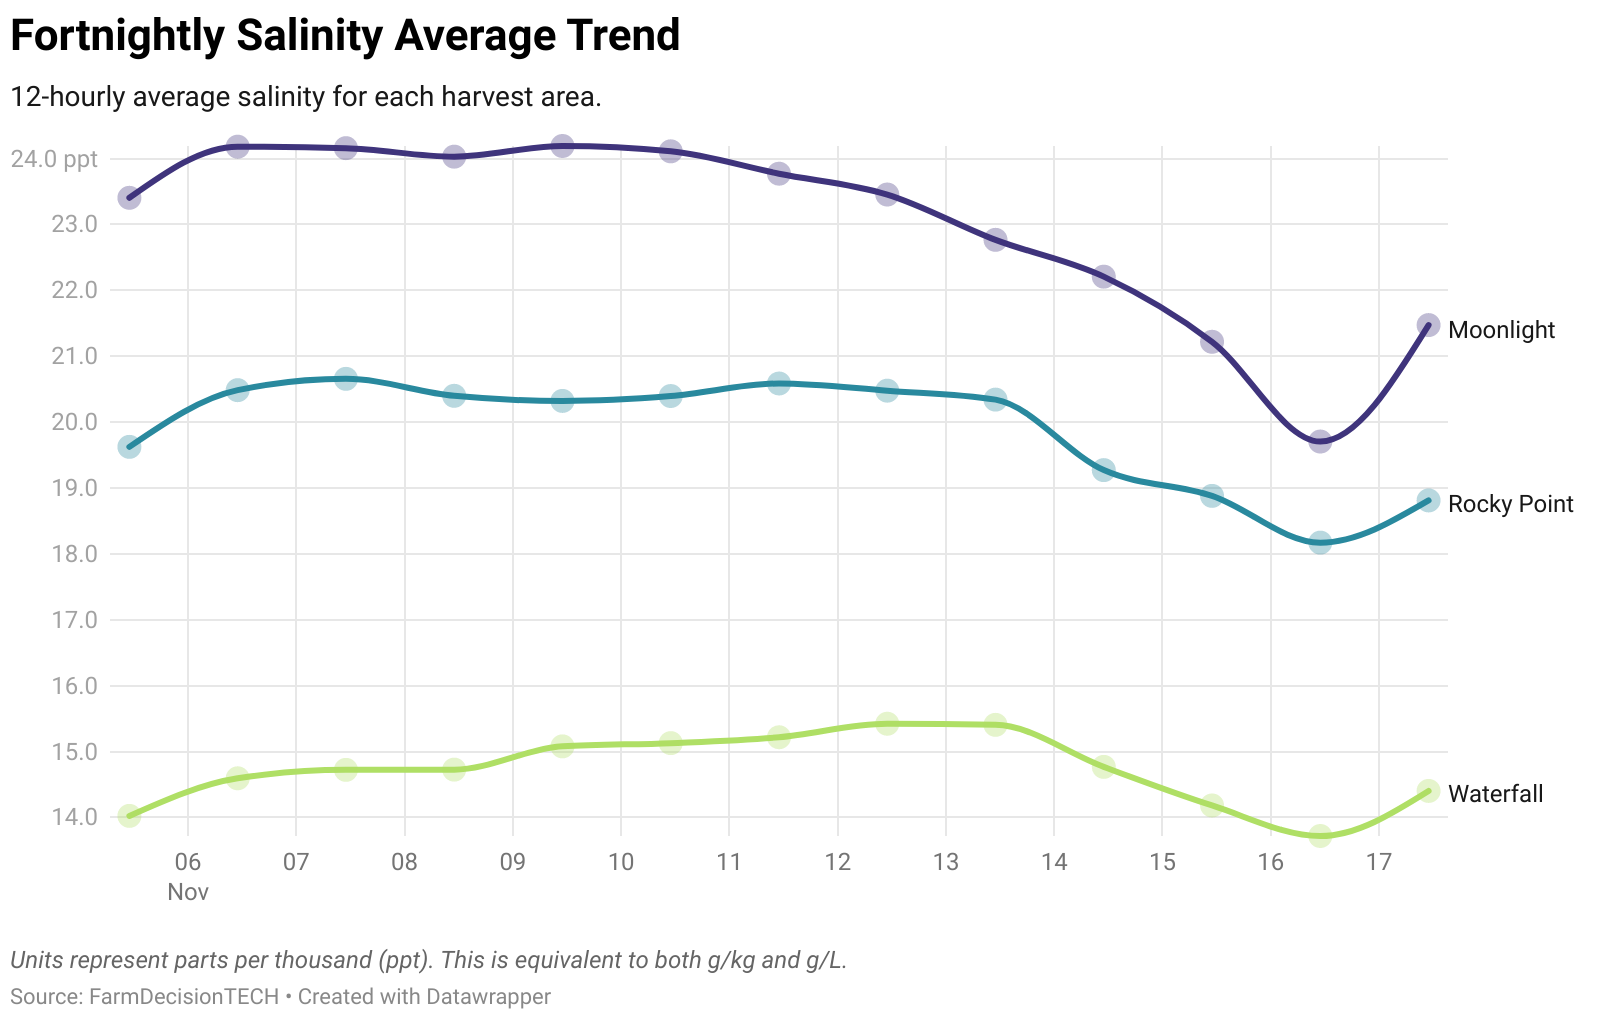 Fortnightly Salinity Average Trend
12-hourly average salinity for each harvest area.
24.0 ppt
23.0
22.0
21.0
20.0
19.0
18.0
17.0
16.0
15.0
14.0
Moonlight
Rocky Point
Waterfall
06 07 08 09 10 11 12 13 14 15 16 17
Nov
Units represent parts per thousand (ppt). This is equivalent to both g/kg and g/L.
Source: FarmDecisionTECH • Created with Datawrapper